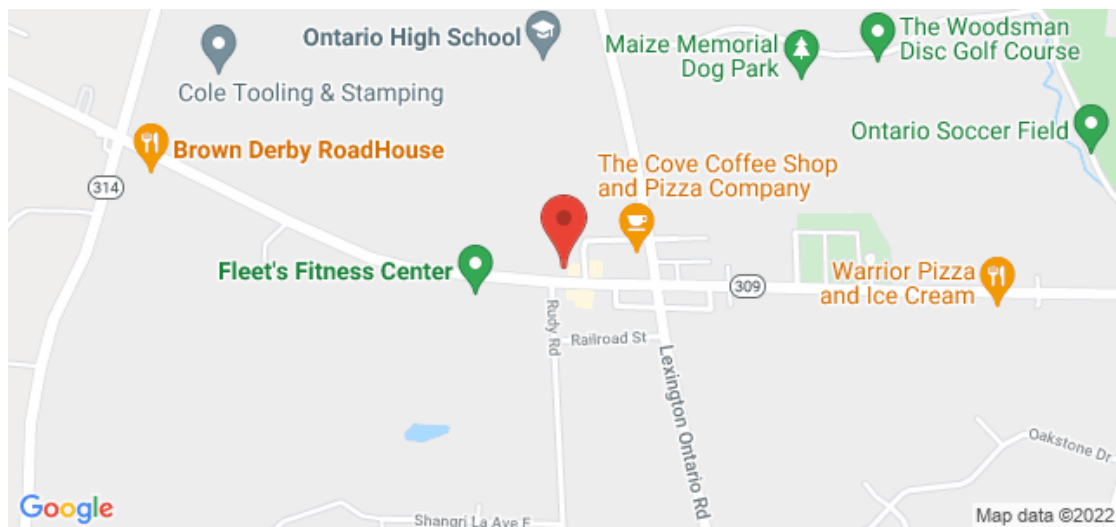 Ontario High School
Maize Memorial
Dog Park
The Woodsman
Disc Golf Course
Cole Tooling & Stamping
Ontario Soccer Field
Brown Derby RoadHouse
The Cove Coffee Shop
and Pizza Company
314
Fleet's Fitness Center
Warrior Pizza
and Ice Cream
309
Rudy Rd
Railroad St
Lexington Ontario Rd
Oakstone Dr
Shangri La Ave E
Google
Map data ©2022